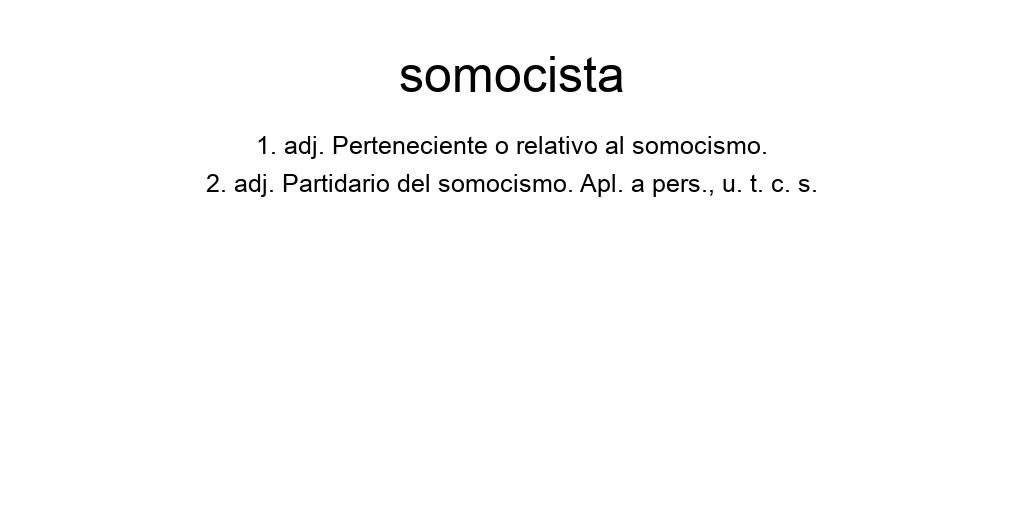 somocista
1. adj. Perteneciente o relativo al somocismo.
2. adj. Partidario del somocismo. Apl. a pers., u. t. c. s.